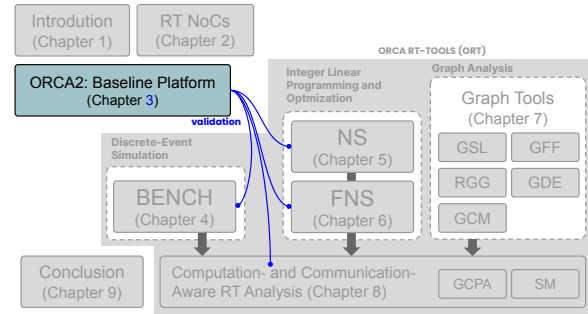 Introdution
(Chapter 1)
RT NoCs
(Chapter 2)
ORCA RT-TOOLS (ORT)
ORCA2: Baseline Platform
(Chapter 3)
validation
Integer Linear
Programming and
Optmization
Graph Analysis
Graph Tools
(Chapter 7)
GSL
GFF
RGG
GDE
GCM
NS
(Chapter 5)
FNS
(Chapter 6)
Discrete-Event
Simulation
BENCH
(Chapter 4)
Conclusion
(Chapter 9)
Computation- and Communication-
Aware RT Analysis (Chapter 8)
GCPA
SM